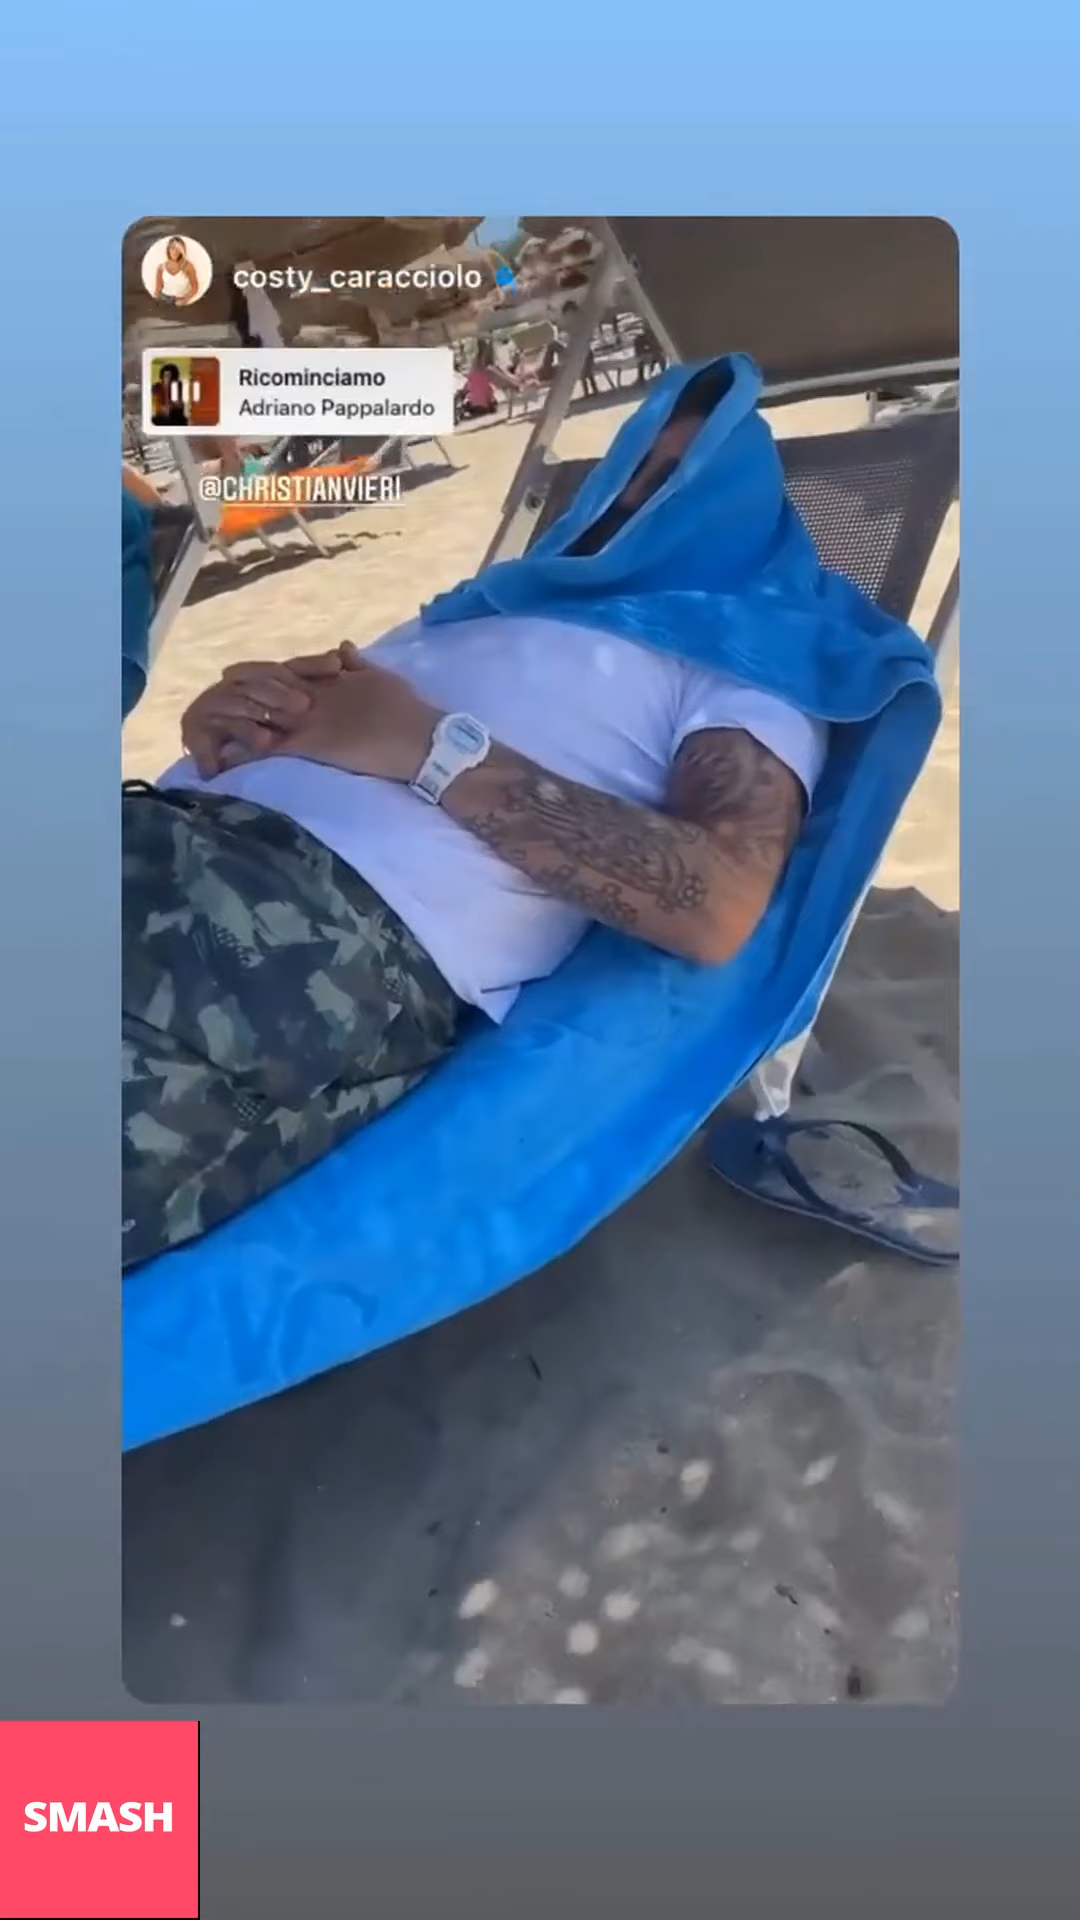 costy_caracciolo
Ricominciamo
Adriano Pappalardo
@CHRISTIANVIERI
SMASH